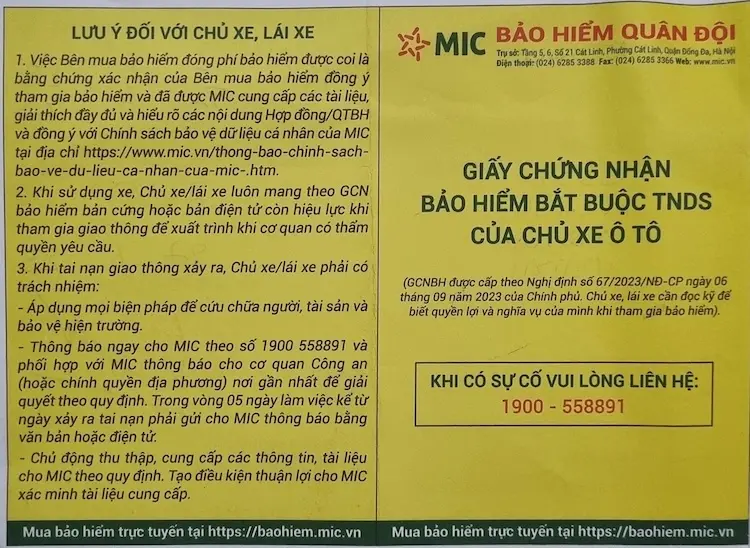 LƯU Ý ĐỐI VỚI CHỦ XE, LÁI XE
1. Việc Bên mua bảo hiểm đóng phí bảo hiểm được coi là
bằng chứng xác nhận của Bên mua bảo hiểm đồng ý
tham gia bảo hiểm và đã được MIC cung cấp các tài liệu,
giải thích đầy đủ và hiểu rõ các nội dung Hợp đồng/QTBH
và đồng ý với Chính sách bảo vệ dữ liệu cá nhân của MIC
tại địa chỉ https://www.mic.vn/thong-bao-chinh-sach-
bao-ve-du-lieu-ca-nhan-cua-mic-.htm.
2. Khi sử dụng xe, Chủ xe/lái xe luôn mang theo GCN
bảo hiểm bản cứng hoặc bản điện tử còn hiệu lực khi
tham gia giao thông để xuất trình khi cơ quan có thẩm
quyền yêu cầu.
3. Khi tai nạn giao thông xảy ra, Chủ xe/lái xe phải có
trách nhiệm:
- Áp dụng mọi biện pháp để cứu chữa người, tài sản và
bảo vệ hiện trường.
- Thông báo ngay cho MIC theo số 1900 558891 và
phối hợp với MIC thông báo cho cơ quan Công an
(hoặc chính quyền địa phương) nơi gần nhất để giải
quyết theo quy định. Trong vòng 05 ngày làm việc kể từ
ngày xảy ra tai nạn phải gửi cho MIC thông báo bằng
văn bản hoặc điện tử.
- Chủ động thu thập, cung cấp các thông tin, tài liệu
cho MIC theo quy định. Tạo điều kiện thuận lợi cho MIC
xác minh tài liệu cung cấp.
Mua bảo hiểm trực tuyến tại https://baohiem.mic.vn
MIC BẢO HIỂM QUÂN ĐỘI
Trụ sở: Tầng 5, 6, Số 21 Cát Linh, Phường Cát Linh, Quận Đống Đa, Hà Nội
Điện thoại: (024) 6285 3388 Fax: (024) 6285 3366 Web: www.mic.vn
GIẤY CHỨNG NHẬN
BẢO HIỂM BẮT BUỘC TNDS
CỦA CHỦ XE Ô TÔ
(GCNBH được cấp theo Nghị định số 67/2023/NĐ-CP ngày 06
tháng 09 năm 2023 của Chính phủ. Chủ xe, lái xe cần đọc kỹ để
biết quyền lợi và nghĩa vụ của mình khi tham gia bảo hiểm).
KHI CÓ SỰ CỐ VUI LÒNG LIÊN HỆ:
1900 - 558891
Mua bảo hiểm trực tuyến tại https://baohiem.mic.vn